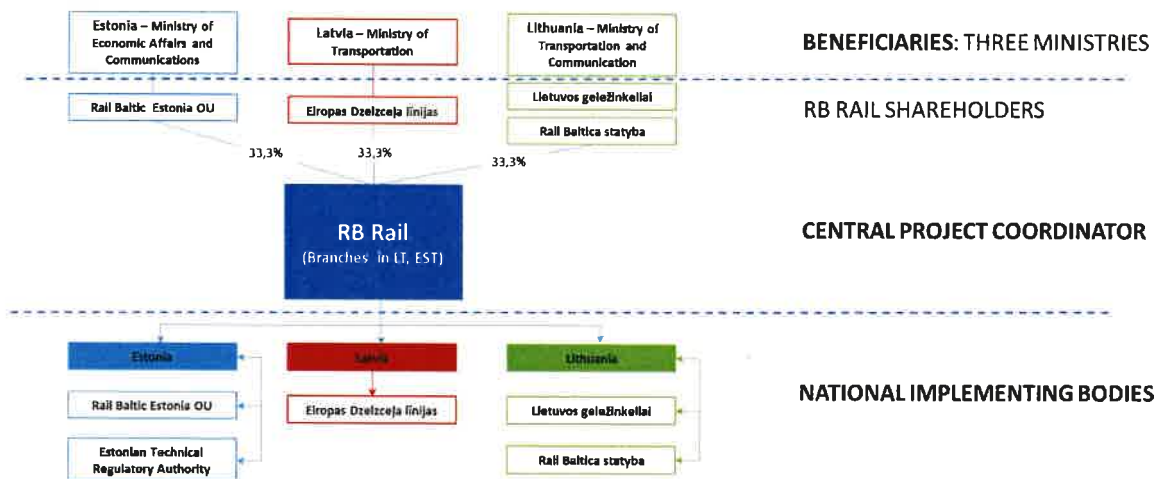 Estonia – Ministry of
Economic Affairs and
Communications
Latvia – Ministry of
Transportation
Lithuania – Ministry of
Transportation and
Communication
BENEFICIARIES: THREE MINISTRIES
Rail Baltic Estonia OU
Eiropas Dzelzceļa līnijas
Lietuvos geležinkeliai
Rail Baltica statyba
RB RAIL SHAREHOLDERS
33,3%
33,3%
33,3%
RB Rail
(Branches in LT, EST)
CENTRAL PROJECT COORDINATOR
Estonia
Latvia
Lithuania
Rail Baltic Estonia OU
Eiropas Dzelzceļa līnijas
Lietuvos geležinkeliai
NATIONAL IMPLEMENTING BODIES
Estonian Technical
Regulatory Authority
Rail Baltica statyba